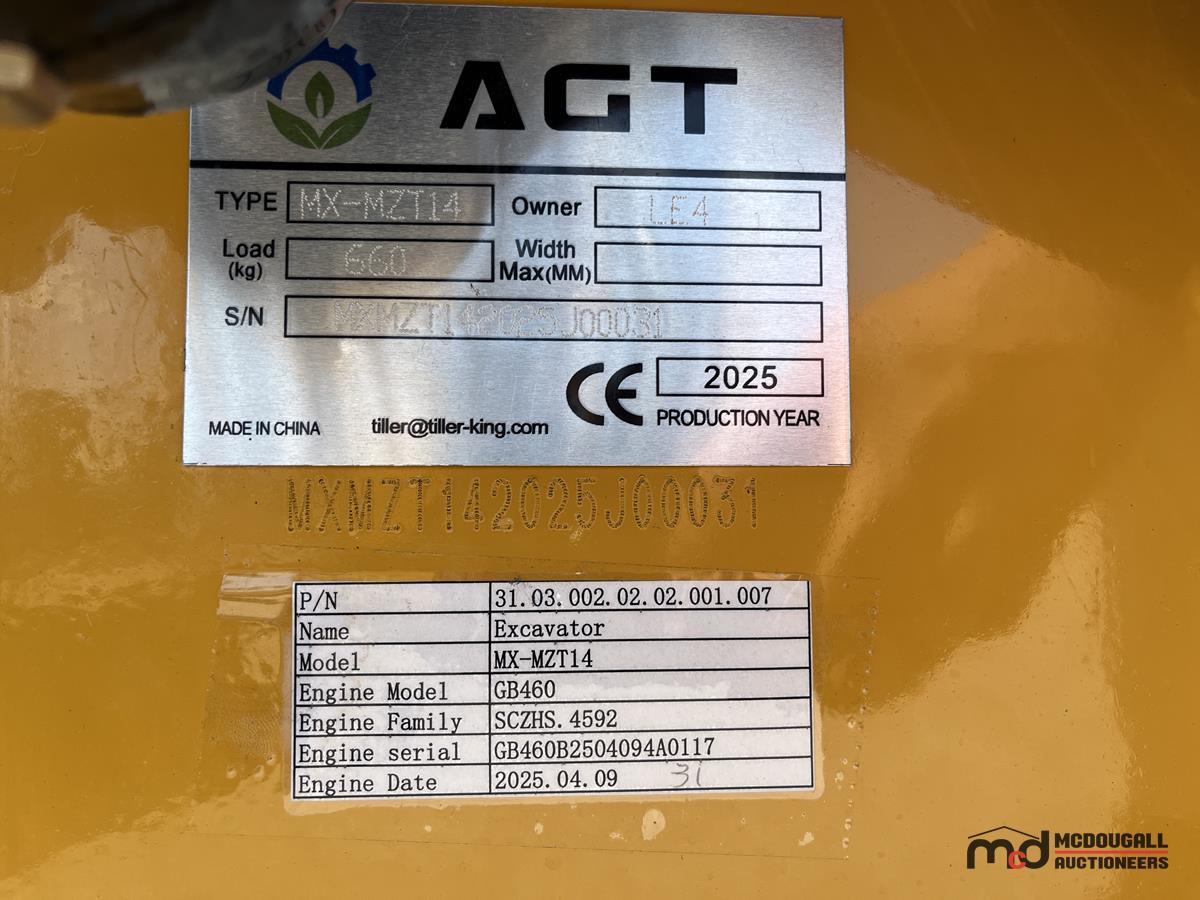 AGT
TYPE MX-MZT14 Owner LE4
Load (kg) 660 Width Max(MM)
S/N MXMZT142025J00031
CE 2025
PRODUCTION YEAR
MADE IN CHINA tiller@tiller-king.com
MXMZT142025J00031
P/N 31.03.002.02.02.001.007
Name Excavator
Model MX-MZT14
Engine Model GB460
Engine Family SCZHS.4592
Engine serial GB460B2504094A0117
Engine Date 2025.04.09 31
mcd MCDOUGALL
AUCTIONEERS